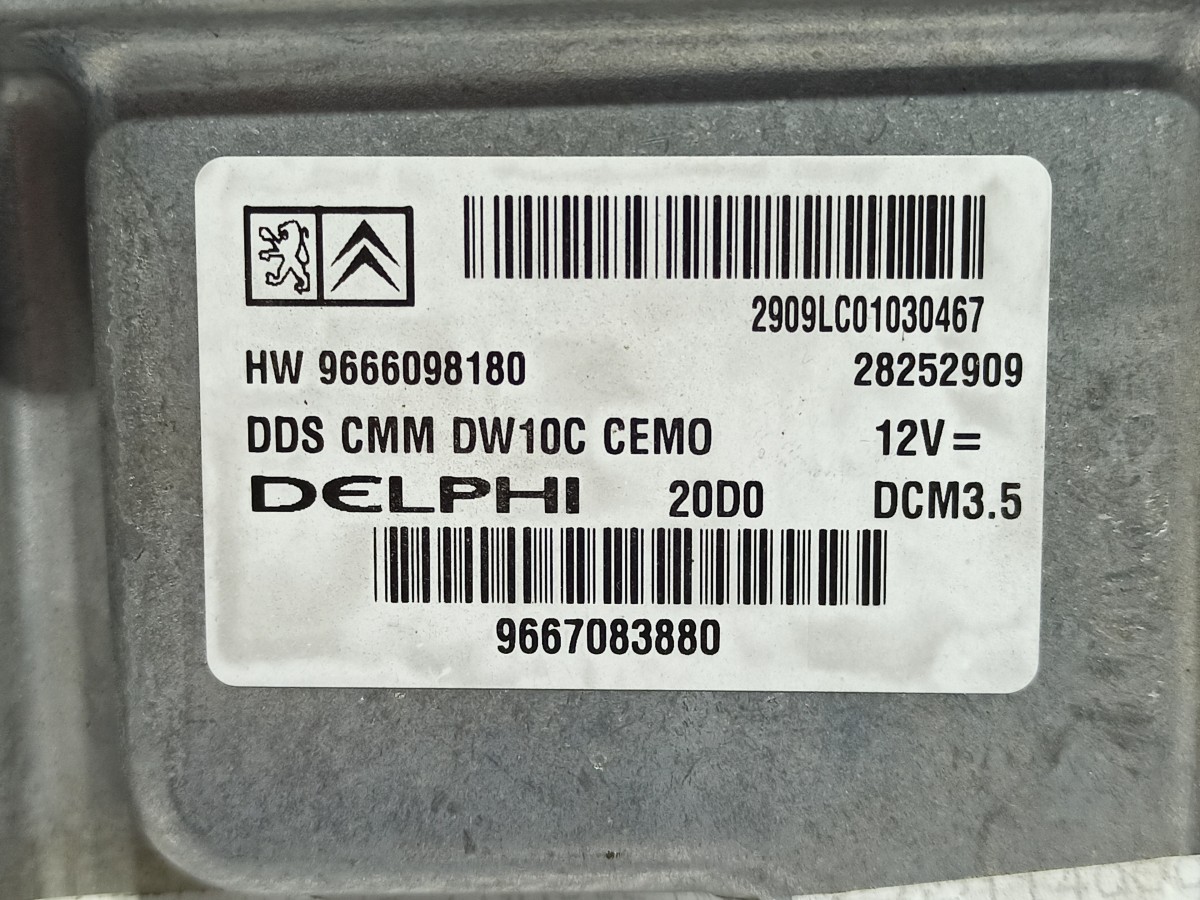 2909LC01030467
HW 9666098180 28252909
DDS CMM DW10C CEMO 12V=
DELPHI 20D0 DCM3.5
9667083880